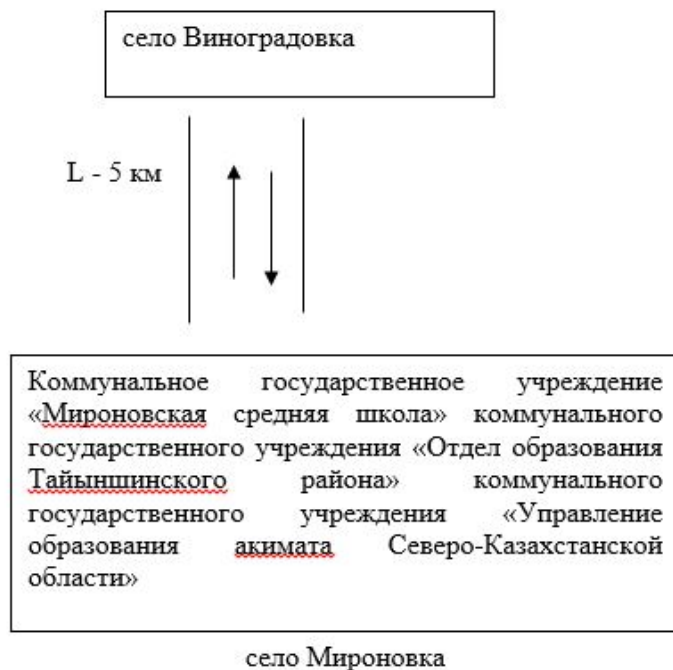 село Виноградовка
L - 5 км
Коммунальное государственное учреждение
«Мироновская средняя школа» коммунального
государственного учреждения «Отдел образования
Тайыншинского района» коммунального
государственного учреждения «Управление
образования акимата Северо-Казахстанской
области»
село Мироновка